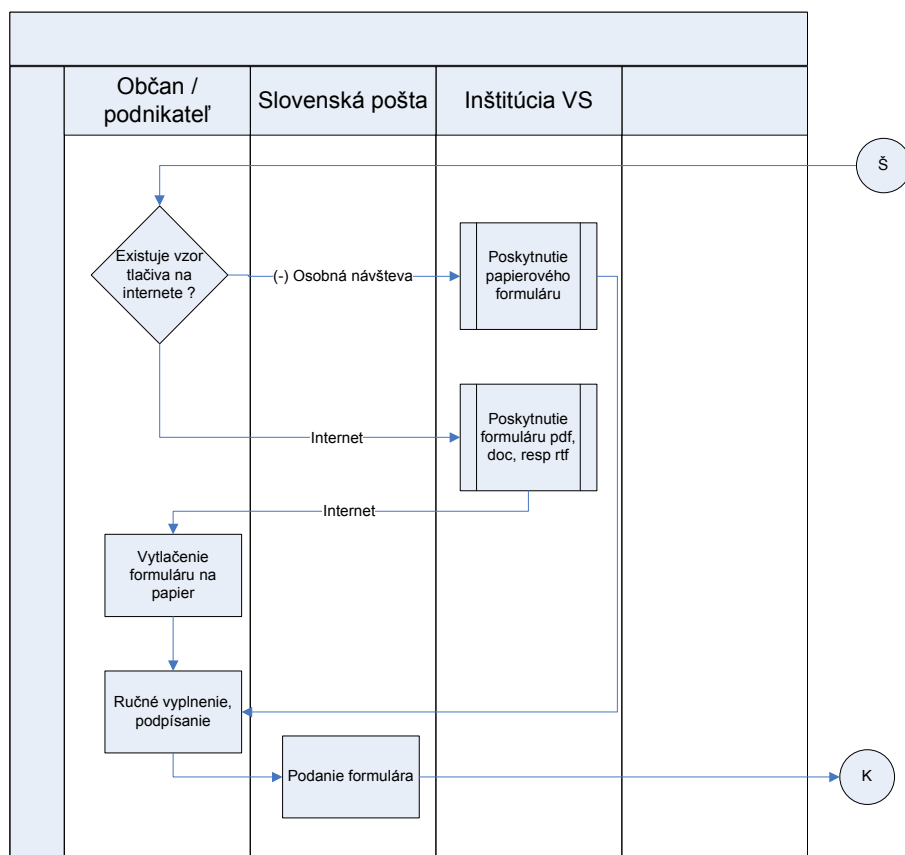 Občan /
podnikateľ
Slovenská pošta
Inštitúcia VS
Š
Existuje vzor
tlačiva na
internete ?
(-) Osobná návšteva
Poskytnutie
papierového
formuláru
Internet
Poskytnutie
formuláru pdf,
doc, resp rtf
Internet
Vytlačenie
formuláru na
papier
Ručné vyplnenie,
podpísanie
Podanie formulára
K